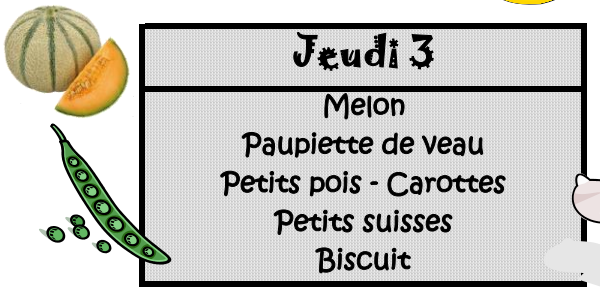 Jeudi 3
Melon
Paupiette de veau
Petits pois - Carottes
Petits suisses
Biscuit